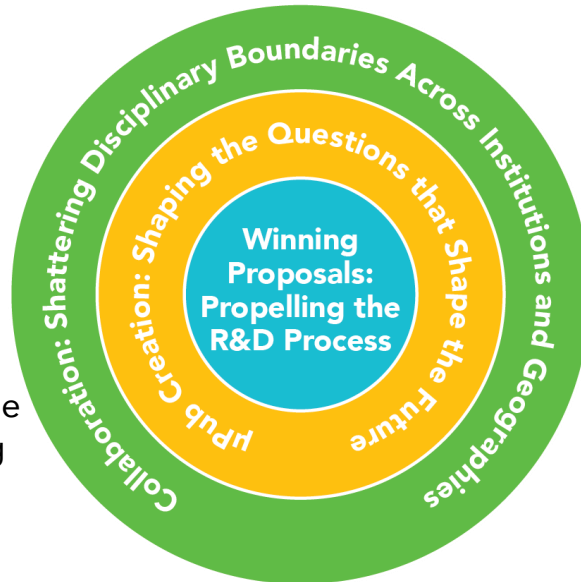 Collaboration: Shattering Disciplinary Boundaries Across Institutions and Geographies
µPub Creation: Shaping the Questions that Shape the Future
Winning
Proposals:
Propelling the
R&D Process